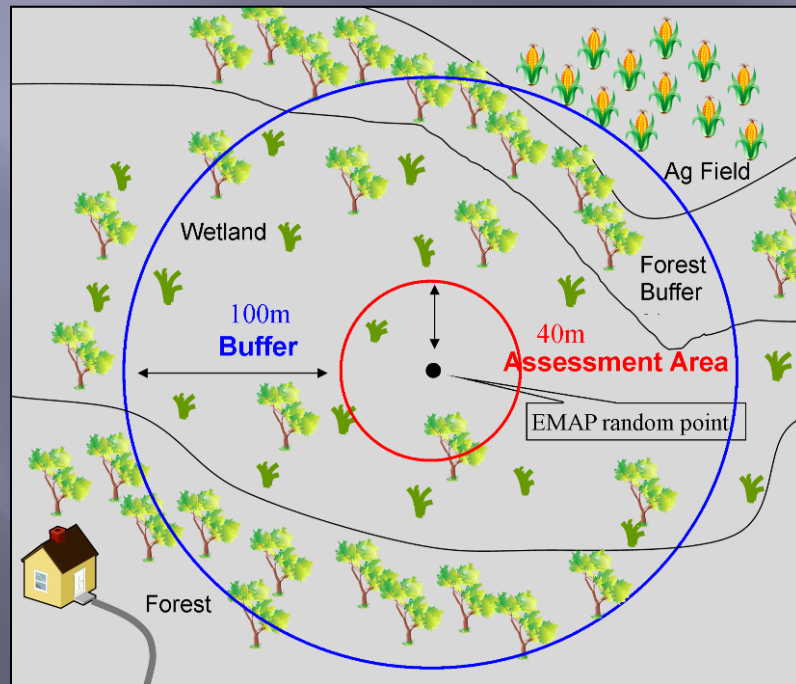 Ag Field
Wetland
Forest
Buffer
100m
Buffer
40m
Assessment Area
EMAP random point
Forest